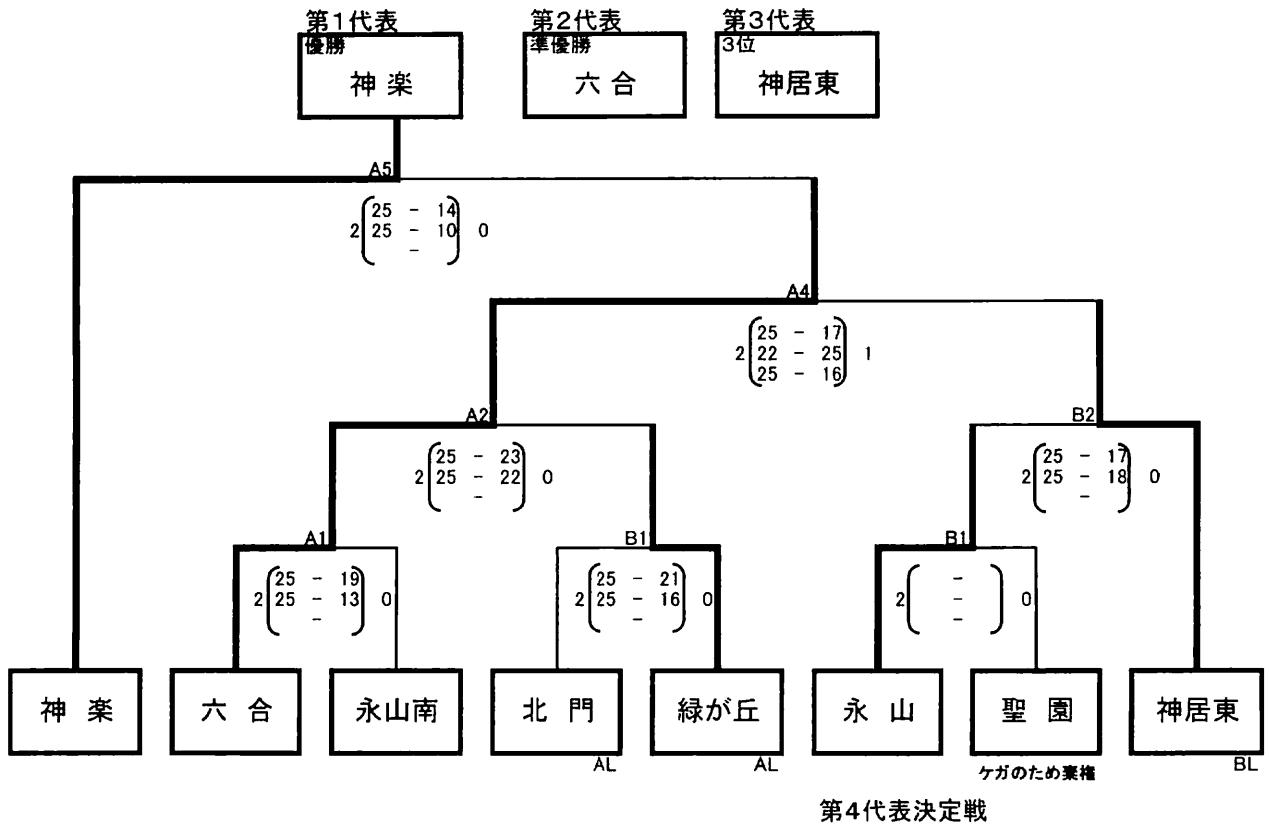 第1代表 第2代表 第3代表
優勝 準優勝 3位
神楽 六合 神居東
A5
25 - 14
2 25 - 10 0
-
A4
25 - 17
2 22 - 25 1
25 - 16
A2 B2
25 - 23 25 - 17
2 25 - 22 0 2 25 - 18 0
- -
A1 B1 B1
25 - 19 25 - 21 -
2 25 - 13 0 2 25 - 16 0 2 - 0
- - -
神楽 六合 永山南 北門 緑が丘 永山 聖園 神居東
AL AL ケガのため棄権 BL
第4代表決定戦